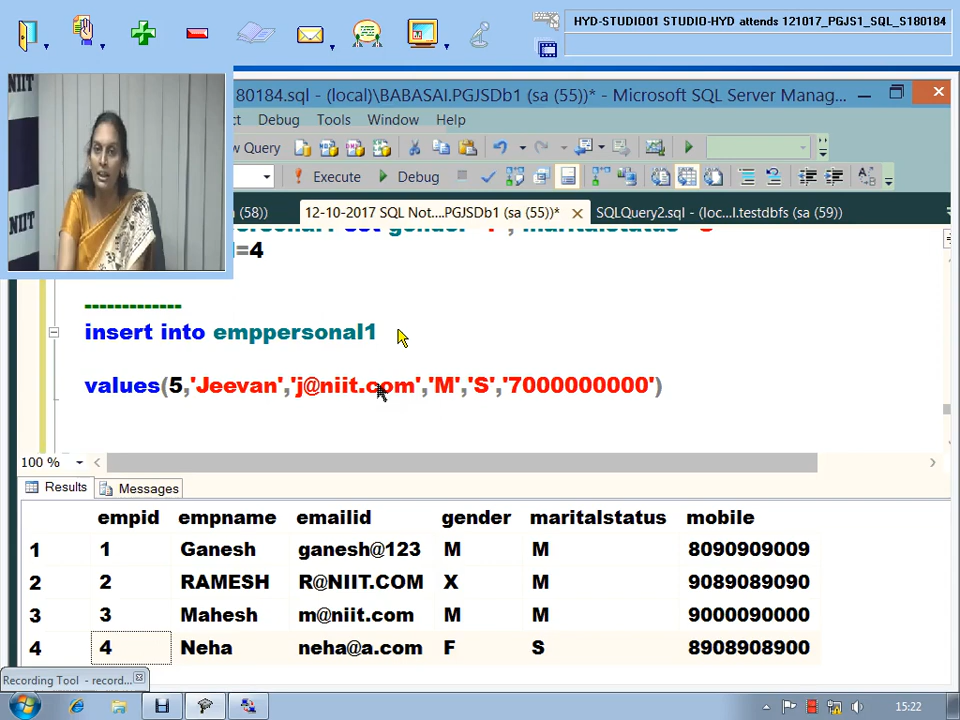 HYD-STUDIO01 STUDIO-HYD attends 121017_PGJS1_SQL_S180184
NIIT
NIIT
180184.sql - (local)\BABASAI.PGJSDb1 (sa (55))* - Microsoft SQL Server Manag...
ct Debug Tools Window Help
w Query
Execute Debug
(58)) 12-10-2017 SQL Not....PGJSDb1 (sa (55))* SQLQuery2.sql - (loc...l.testdbfs (sa (59))
=4
-------------
insert into emppersonal1
values(5,'Jeevan','j@niit.com','M','S','7000000000')
100 %
Results Messages
empid empname emailid gender maritalstatus mobile
1 1 Ganesh ganesh@123 M M 8090909009
2 2 RAMESH R@NIIT.COM X M 9089089090
3 3 Mahesh m@niit.com M M 9000090000
4 4 Neha neha@a.com F S 8908908900
Recording Tool - record...
15:22